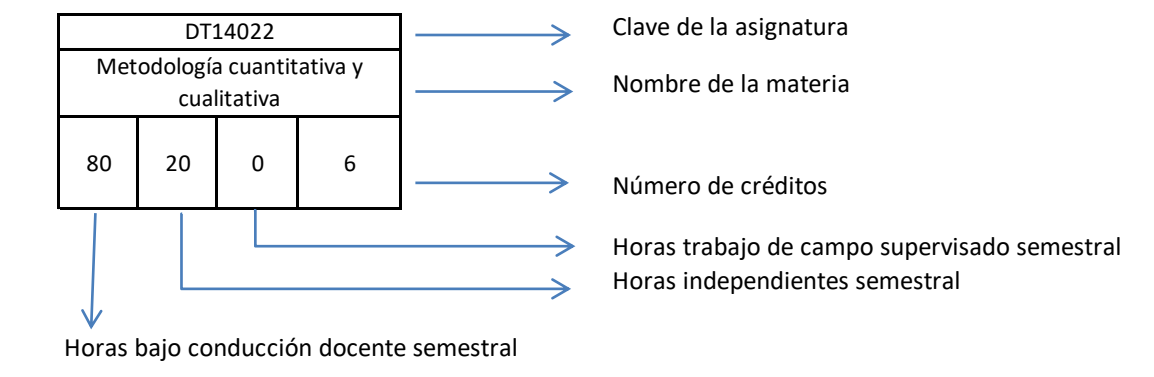 DT14022
Clave de la asignatura
Metodología cuantitativa y
cualitativa
Nombre de la materia
80 20 0 6
Número de créditos
Horas trabajo de campo supervisado semestral
Horas independientes semestral
Horas bajo conducción docente semestral